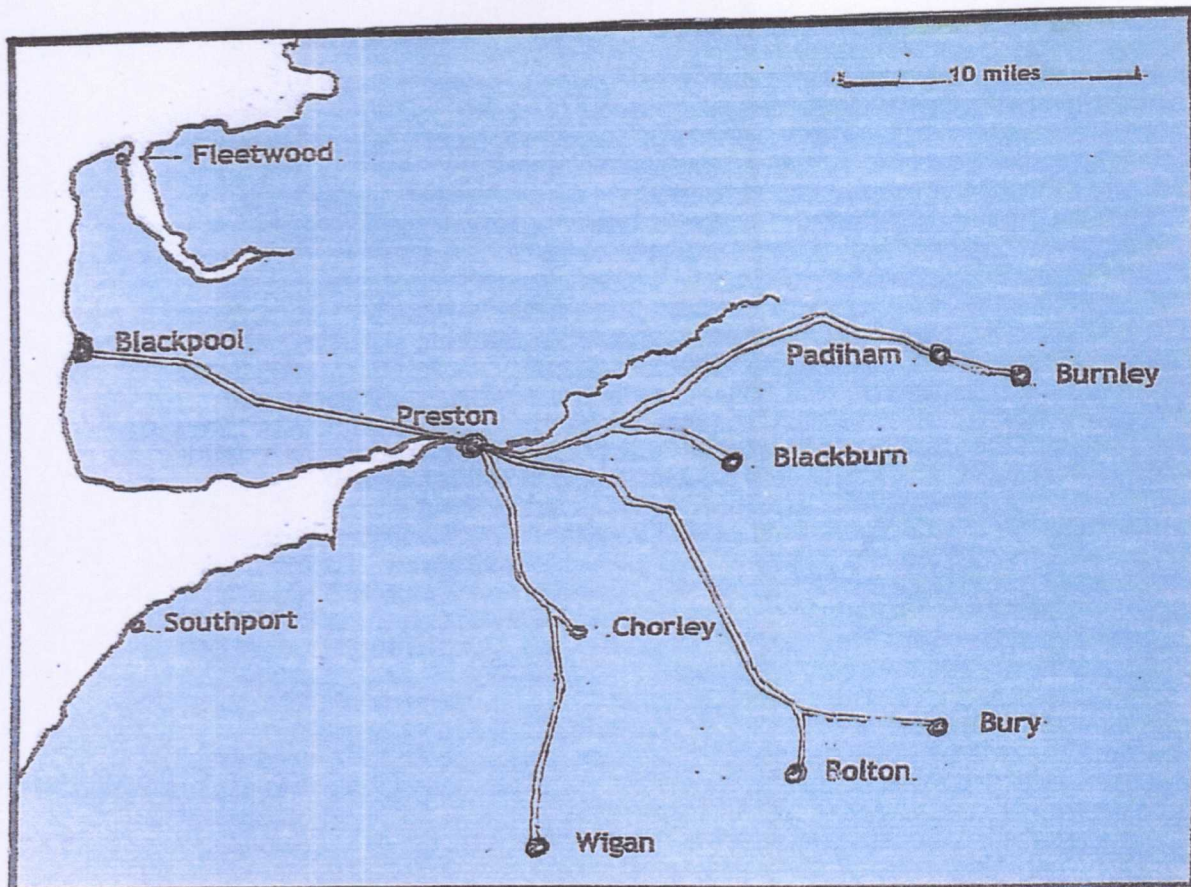 10 miles
Fleetwood
Blackpool
Padiham
Burnley
Preston
Blackburn
Southport
Chorley
Bury
Bolton
Wigan